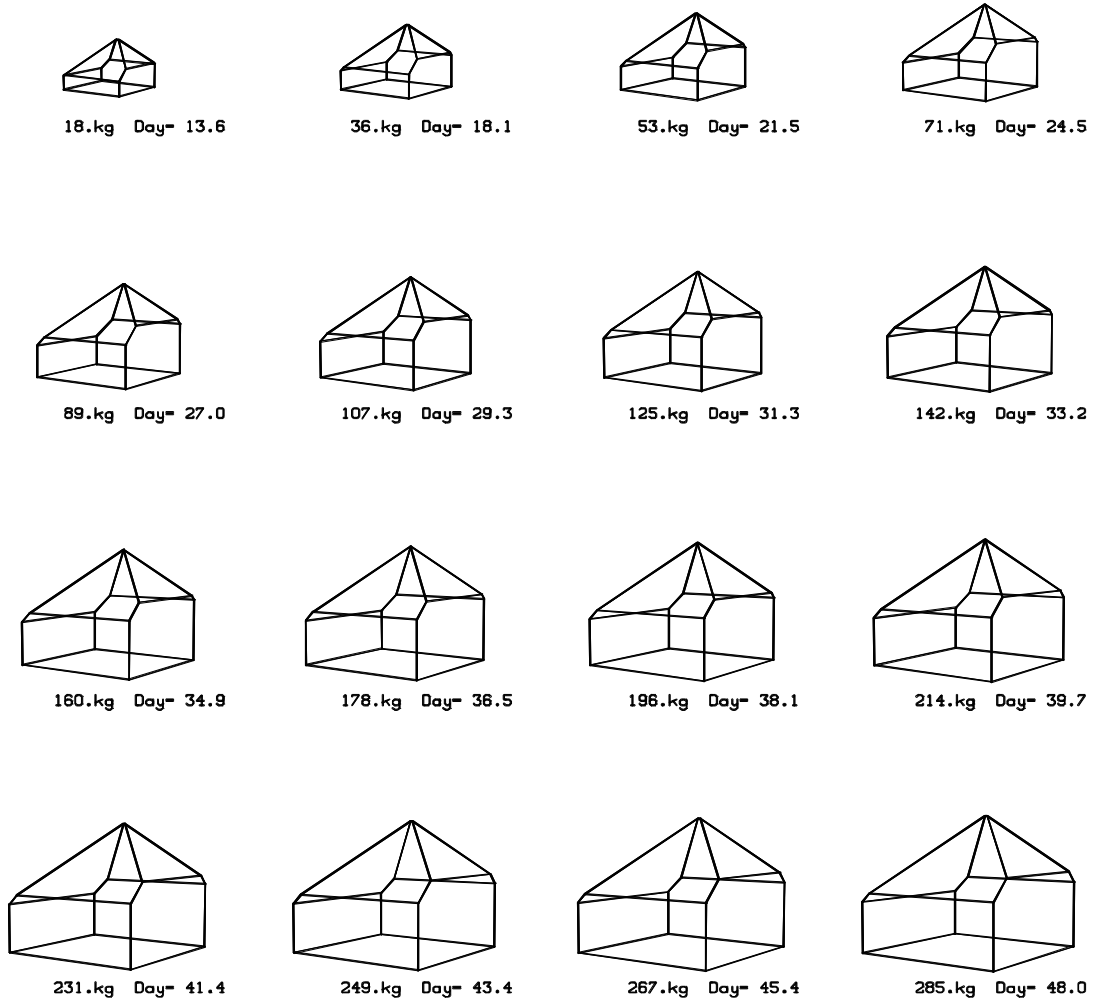 18.kg Day= 13.6
36.kg Day= 18.1
53.kg Day= 21.5
71.kg Day= 24.5
89.kg Day= 27.0
107.kg Day= 29.3
125.kg Day= 31.3
142.kg Day= 33.2
160.kg Day= 34.9
178.kg Day= 36.5
196.kg Day= 38.1
214.kg Day= 39.7
231.kg Day= 41.4
249.kg Day= 43.4
267.kg Day= 45.4
285.kg Day= 48.0